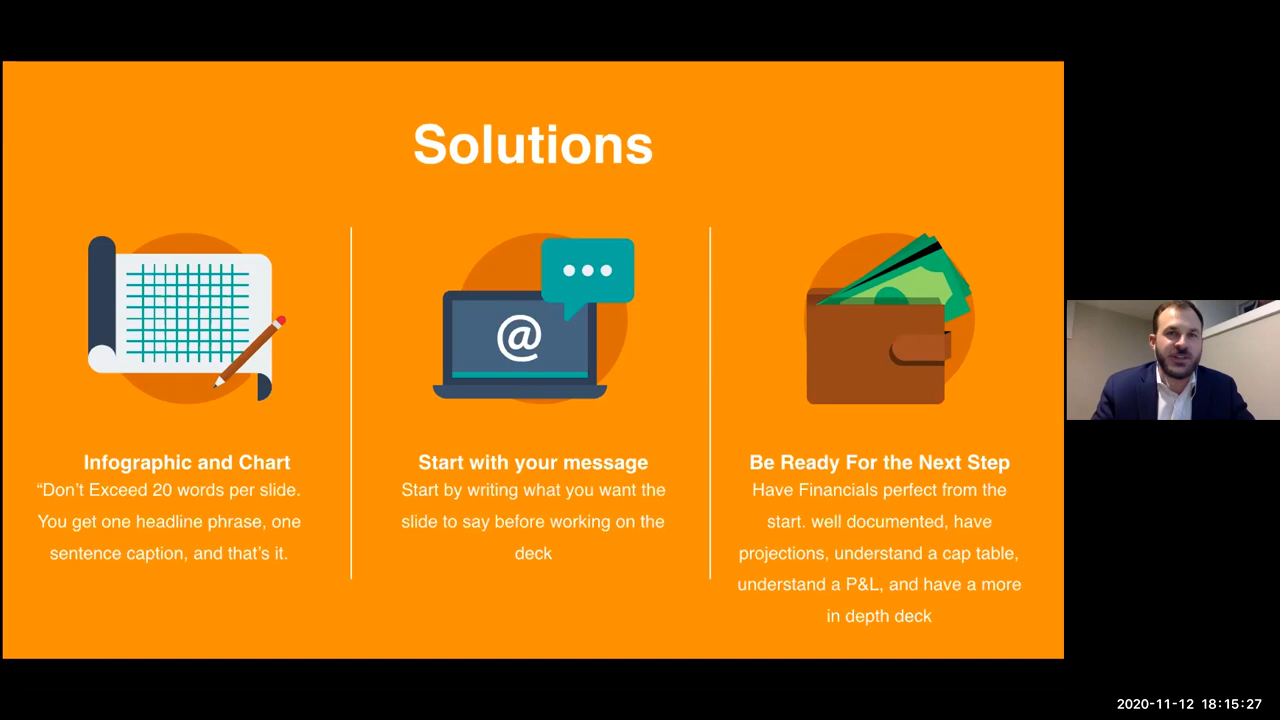 Solutions
@
Infographic and Chart
“Don’t Exceed 20 words per slide.
You get one headline phrase, one
sentence caption, and that’s it.
Start with your message
Start by writing what you want the
slide to say before working on the
deck
Be Ready For the Next Step
Have Financials perfect from the
start. well documented, have
projections, understand a cap table,
understand a P&L, and have a more
in depth deck
2020-11-12 18:15:27